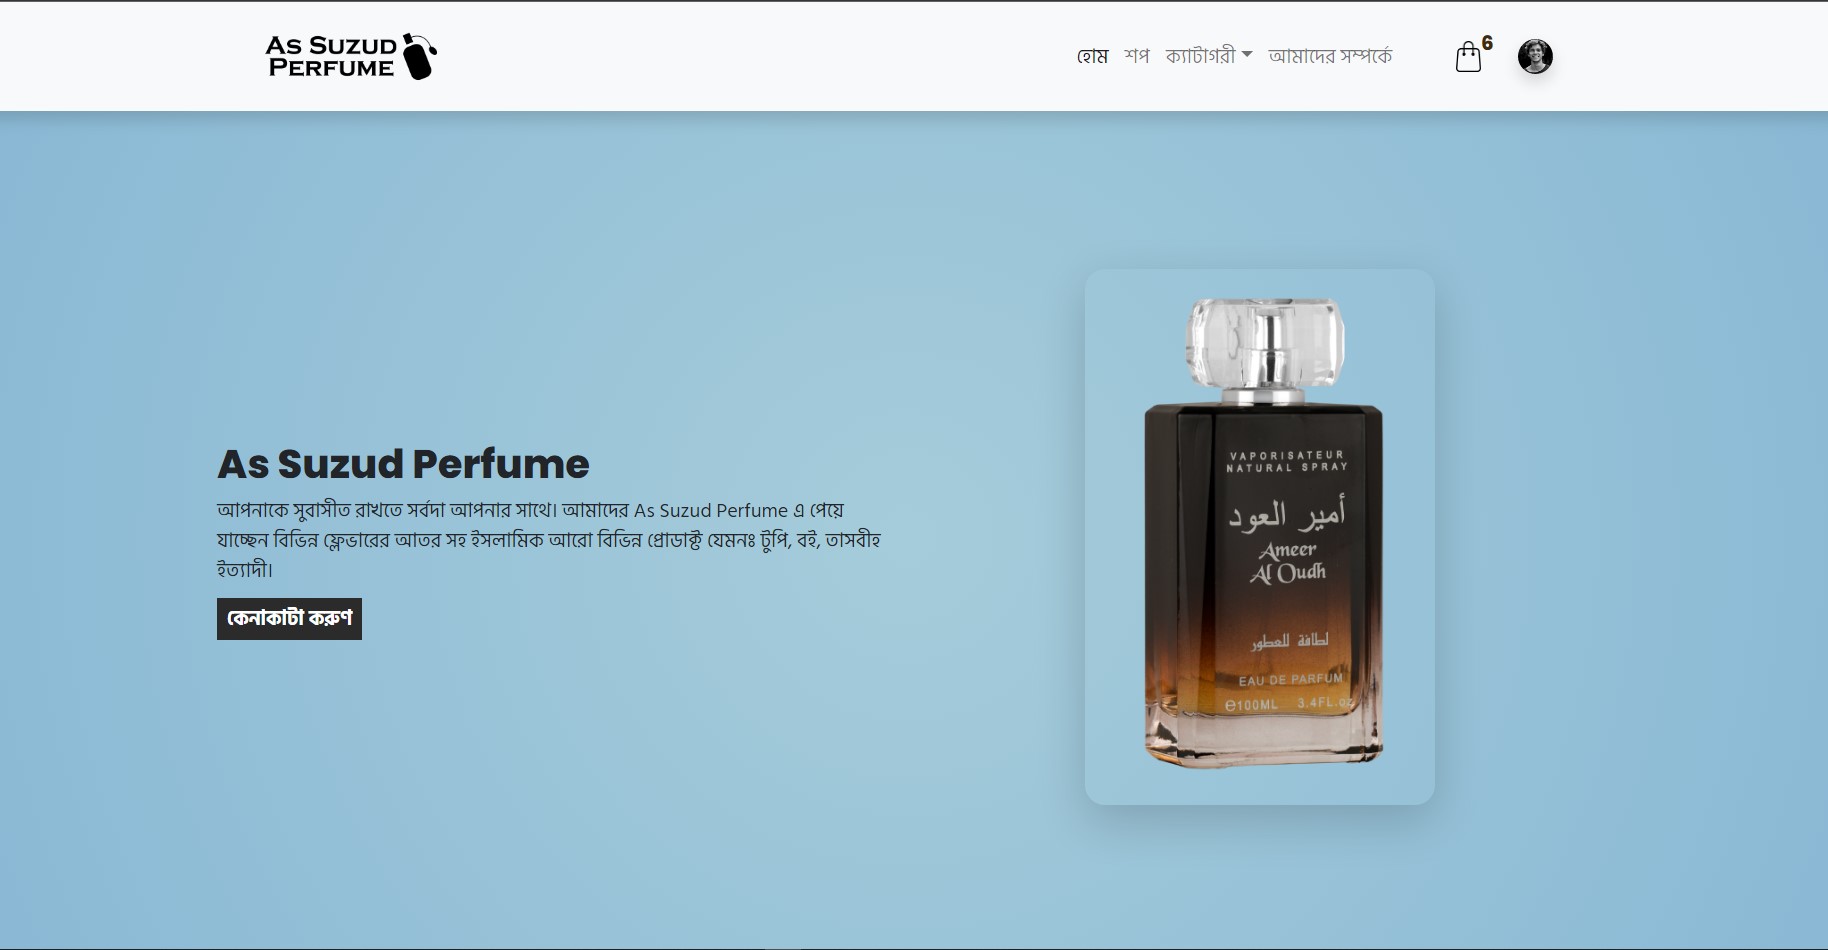 As Suzud
Perfume
হোম শপ ক্যাটাগরী আমাদের সম্পর্কে 6
As Suzud Perfume
আপনাকে সুবাসীত রাখতে সর্বদা আপনার সাথে। আমাদের As Suzud Perfume এ পেয়ে
যাচ্ছেন বিভিন্ন ফ্লেভারের আতর সহ ইসলামিক আরো বিভিন্ন প্রোডাক্ট যেমনঃ টুপি, বই, তাসবীহ
ইত্যাদী।
কেনাকাটা করুণ
VAPORISATEUR
NATURAL SPRAY
أمير العود
Ameer
Al Oudh
لطافة للعطور
EAU DE PARFUM
℮100ML 3.4FL.oz